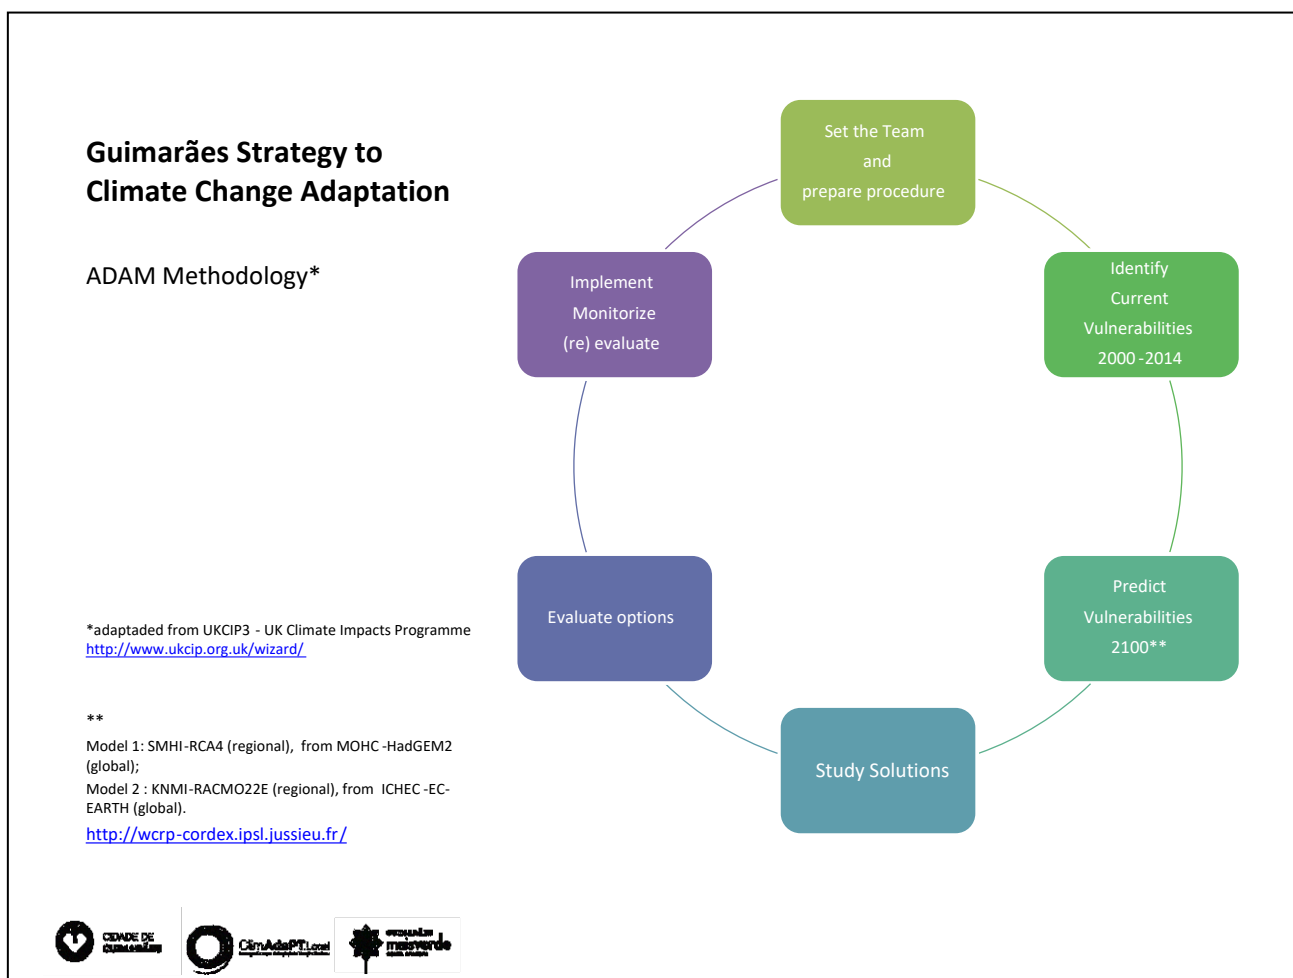 Guimarães Strategy to
Climate Change Adaptation
ADAM Methodology*
*adaptaded from UKCIP3 - UK Climate Impacts Programme
http://www.ukcip.org.uk/wizard/
**
Model 1: SMHI-RCA4 (regional), from MOHC -HadGEM2
(global);
Model 2 : KNMI-RACMO22E (regional), from ICHEC -EC-
EARTH (global).
http://wcrp-cordex.ipsl.jussieu.fr/
Set the Team
and
prepare procedure
Identify
Current
Vulnerabilities
2000 -2014
Predict
Vulnerabilities
2100**
Study Solutions
Evaluate options
Implement
Monitorize
(re) evaluate
CIDADE DE
GUIMARÃES
ClimAdaPT.Local
maisverde